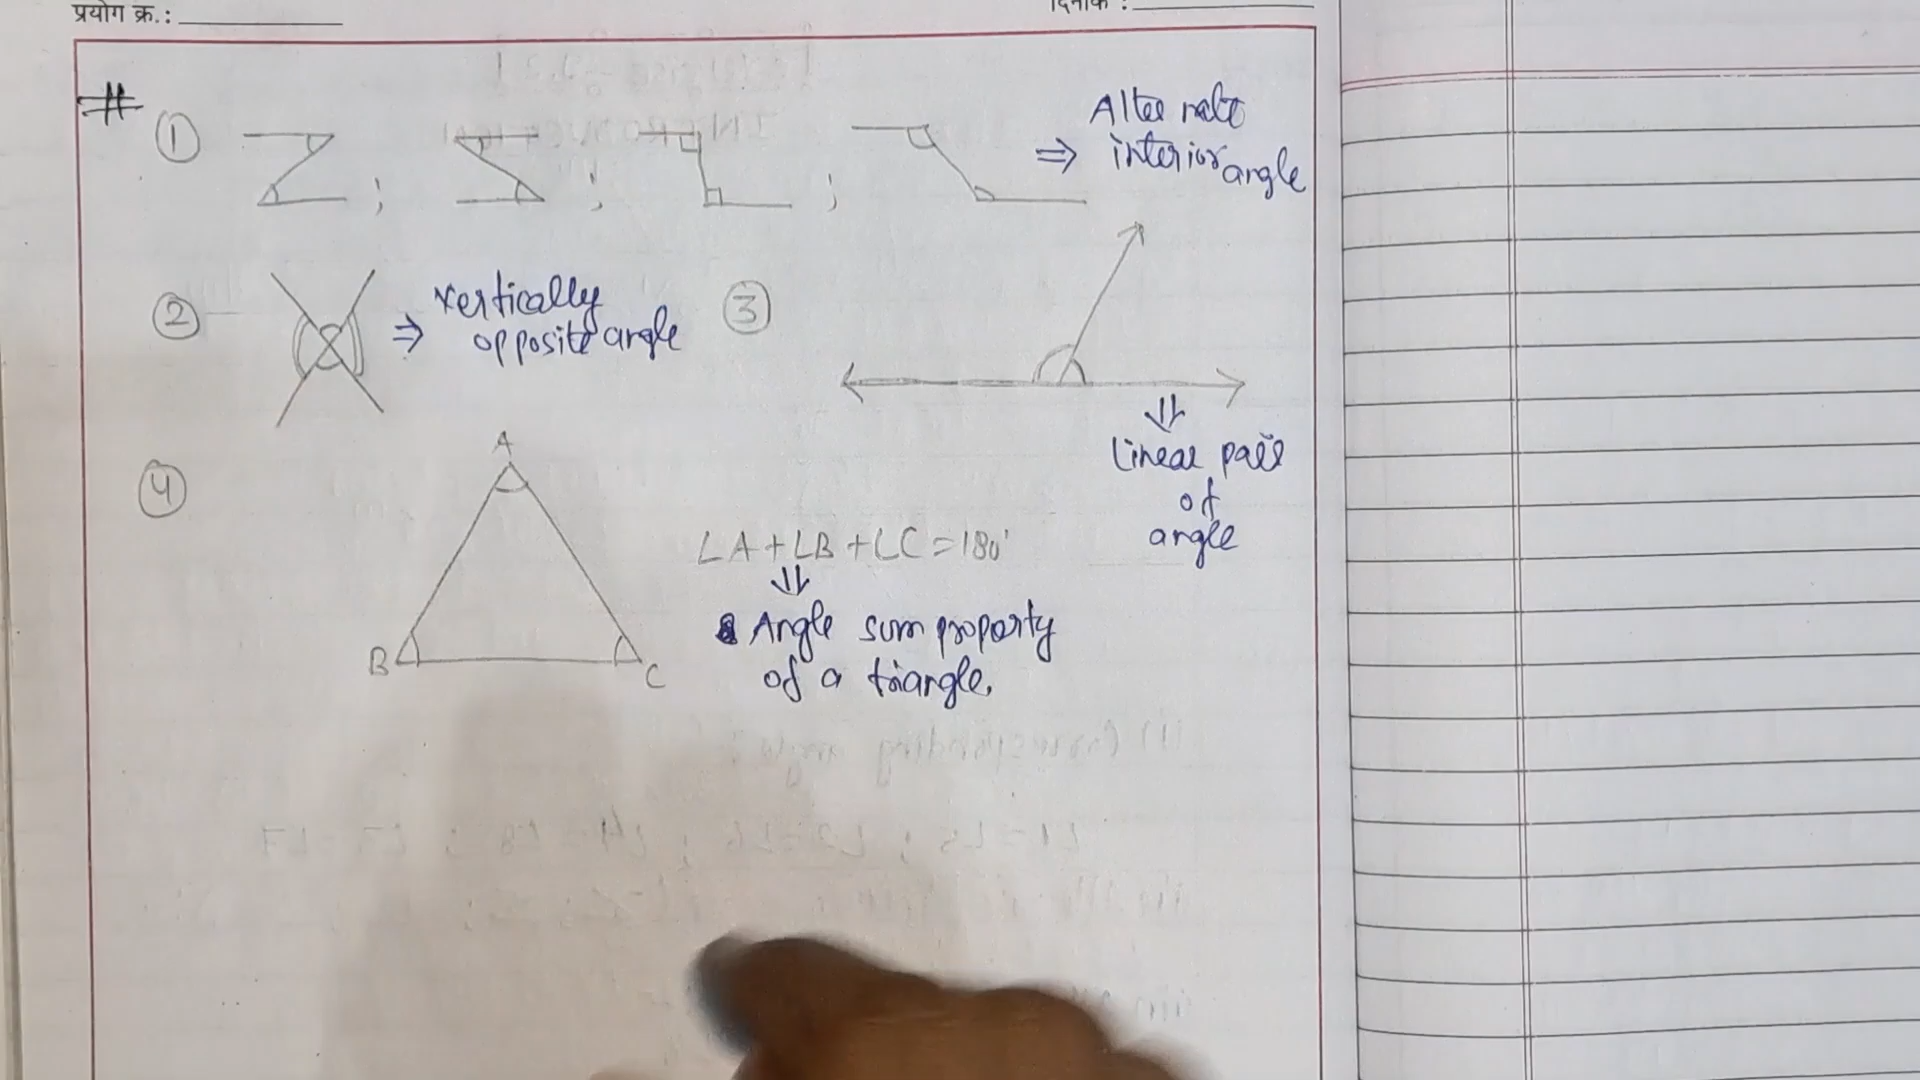 प्रयोग क्र.:
दिनांक :
#
① ; ; ; ⇒ Alternate
interior angle
② ⇒ vertically
opposite angle
③
⇓
Linear pair
of
angle
④
A
B
C
∠A+∠B+∠C=180°
⇓
Angle sum property
of a triangle.